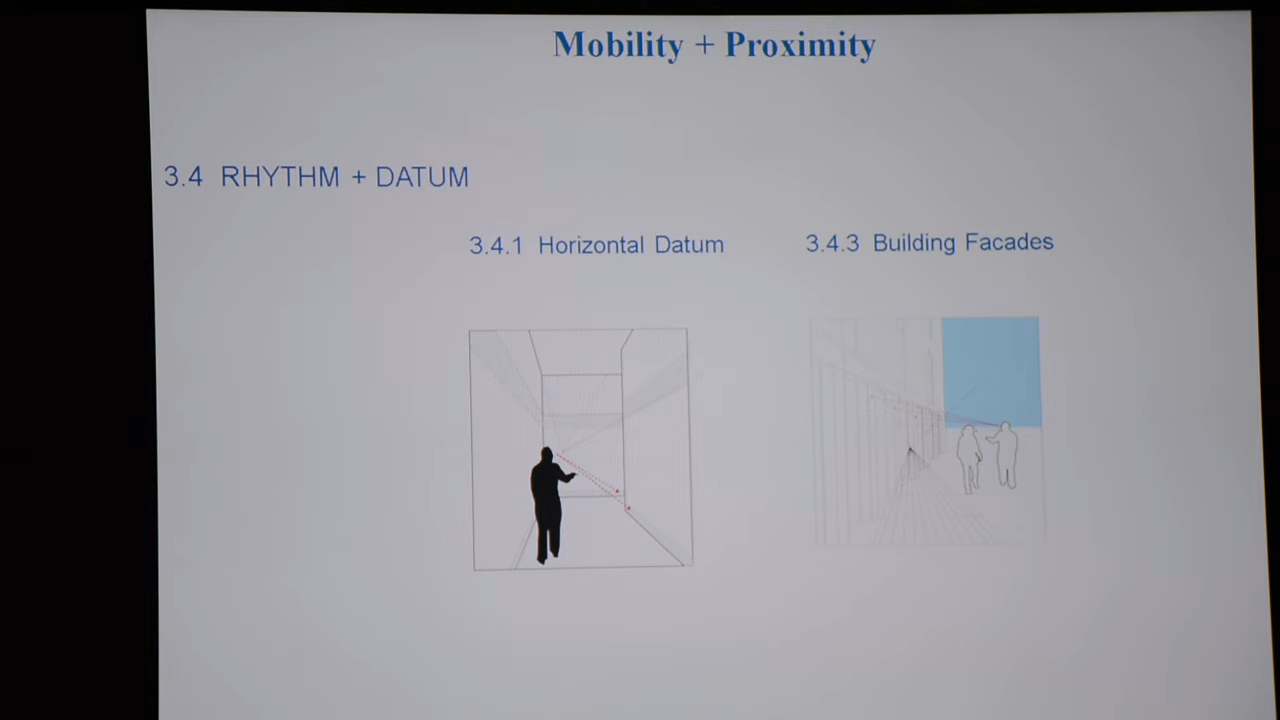 Mobility + Proximity
3.4 RHYTHM + DATUM
3.4.1 Horizontal Datum
3.4.3 Building Facades